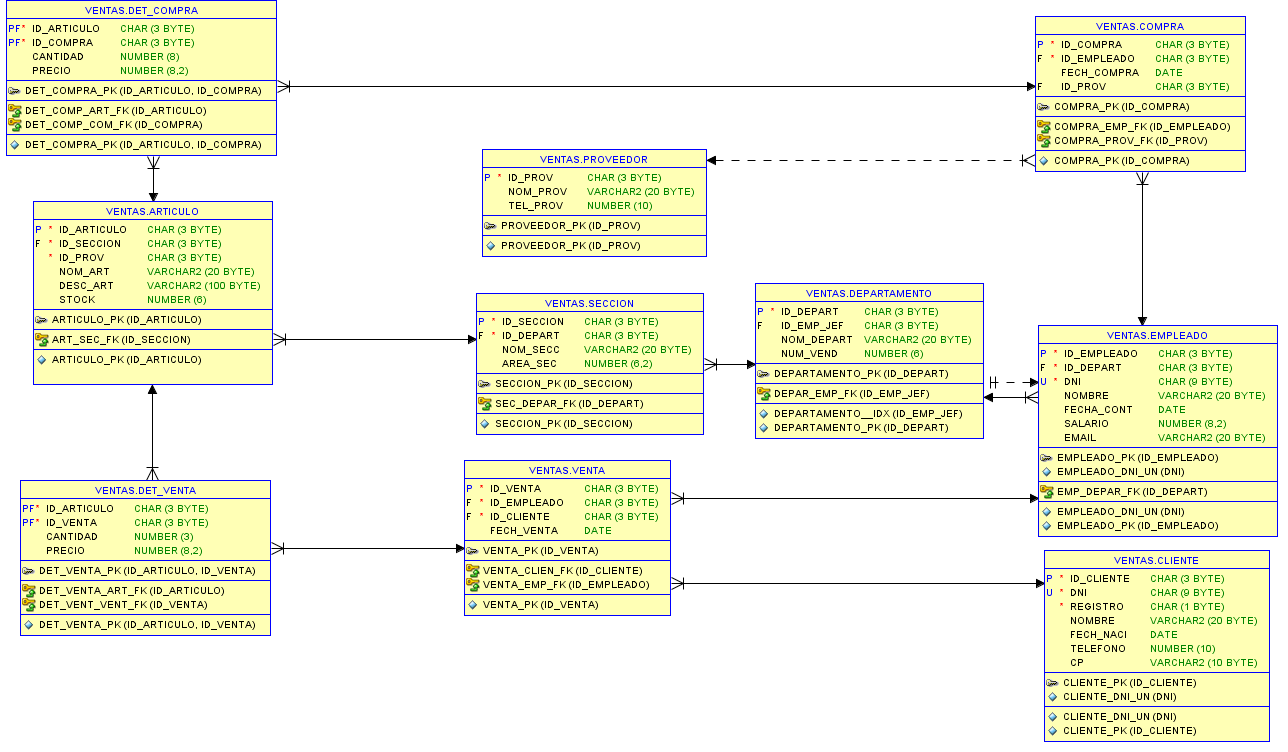 VENTAS.DET_COMPRA
PF* ID_ARTICULO CHAR (3 BYTE)
PF* ID_COMPRA CHAR (3 BYTE)
CANTIDAD NUMBER (8)
PRECIO NUMBER (8,2)
DET_COMPRA_PK (ID_ARTICULO, ID_COMPRA)
DET_COMP_ART_FK (ID_ARTICULO)
DET_COMP_COM_FK (ID_COMPRA)
DET_COMPRA_PK (ID_ARTICULO, ID_COMPRA)
VENTAS.COMPRA
P * ID_COMPRA CHAR (3 BYTE)
F * ID_EMPLEADO CHAR (3 BYTE)
FECH_COMPRA DATE
F ID_PROV CHAR (3 BYTE)
COMPRA_PK (ID_COMPRA)
COMPRA_EMP_FK (ID_EMPLEADO)
COMPRA_PROV_FK (ID_PROV)
COMPRA_PK (ID_COMPRA)
VENTAS.PROVEEDOR
P * ID_PROV CHAR (3 BYTE)
NOM_PROV VARCHAR2 (20 BYTE)
TEL_PROV NUMBER (10)
PROVEEDOR_PK (ID_PROV)
PROVEEDOR_PK (ID_PROV)
VENTAS.ARTICULO
P * ID_ARTICULO CHAR (3 BYTE)
F * ID_SECCION CHAR (3 BYTE)
* ID_PROV CHAR (3 BYTE)
NOM_ART VARCHAR2 (20 BYTE)
DESC_ART VARCHAR2 (100 BYTE)
STOCK NUMBER (6)
ARTICULO_PK (ID_ARTICULO)
ART_SEC_FK (ID_SECCION)
ARTICULO_PK (ID_ARTICULO)
VENTAS.SECCION
P * ID_SECCION CHAR (3 BYTE)
F * ID_DEPART CHAR (3 BYTE)
NOM_SECC VARCHAR2 (20 BYTE)
AREA_SEC NUMBER (6,2)
SECCION_PK (ID_SECCION)
SEC_DEPAR_FK (ID_DEPART)
SECCION_PK (ID_SECCION)
VENTAS.DEPARTAMENTO
P * ID_DEPART CHAR (3 BYTE)
F ID_EMP_JEF CHAR (3 BYTE)
NOM_DEPART VARCHAR2 (20 BYTE)
NUM_VEND NUMBER (6)
DEPARTAMENTO_PK (ID_DEPART)
DEPAR_EMP_FK (ID_EMP_JEF)
DEPARTAMENTO__IDX (ID_EMP_JEF)
DEPARTAMENTO_PK (ID_DEPART)
VENTAS.EMPLEADO
P * ID_EMPLEADO CHAR (3 BYTE)
F * ID_DEPART CHAR (3 BYTE)
U * DNI CHAR (9 BYTE)
NOMBRE VARCHAR2 (20 BYTE)
FECHA_CONT DATE
SALARIO NUMBER (8,2)
EMAIL VARCHAR2 (20 BYTE)
EMPLEADO_PK (ID_EMPLEADO)
EMPLEADO_DNI_UN (DNI)
EMP_DEPAR_FK (ID_DEPART)
EMPLEADO_DNI_UN (DNI)
EMPLEADO_PK (ID_EMPLEADO)
VENTAS.DET_VENTA
PF* ID_ARTICULO CHAR (3 BYTE)
PF* ID_VENTA CHAR (3 BYTE)
CANTIDAD NUMBER (3)
PRECIO NUMBER (8,2)
DET_VENTA_PK (ID_ARTICULO, ID_VENTA)
DET_VENTA_ART_FK (ID_ARTICULO)
DET_VENT_VENT_FK (ID_VENTA)
DET_VENTA_PK (ID_ARTICULO, ID_VENTA)
VENTAS.VENTA
P * ID_VENTA CHAR (3 BYTE)
F * ID_EMPLEADO CHAR (3 BYTE)
F * ID_CLIENTE CHAR (3 BYTE)
FECH_VENTA DATE
VENTA_PK (ID_VENTA)
VENTA_CLIEN_FK (ID_CLIENTE)
VENTA_EMP_FK (ID_EMPLEADO)
VENTA_PK (ID_VENTA)
VENTAS.CLIENTE
P * ID_CLIENTE CHAR (3 BYTE)
U * DNI CHAR (9 BYTE)
* REGISTRO CHAR (1 BYTE)
NOMBRE VARCHAR2 (20 BYTE)
FECH_NACI DATE
TELEFONO NUMBER (10)
CP VARCHAR2 (10 BYTE)
CLIENTE_PK (ID_CLIENTE)
CLIENTE_DNI_UN (DNI)
CLIENTE_DNI_UN (DNI)
CLIENTE_PK (ID_CLIENTE)